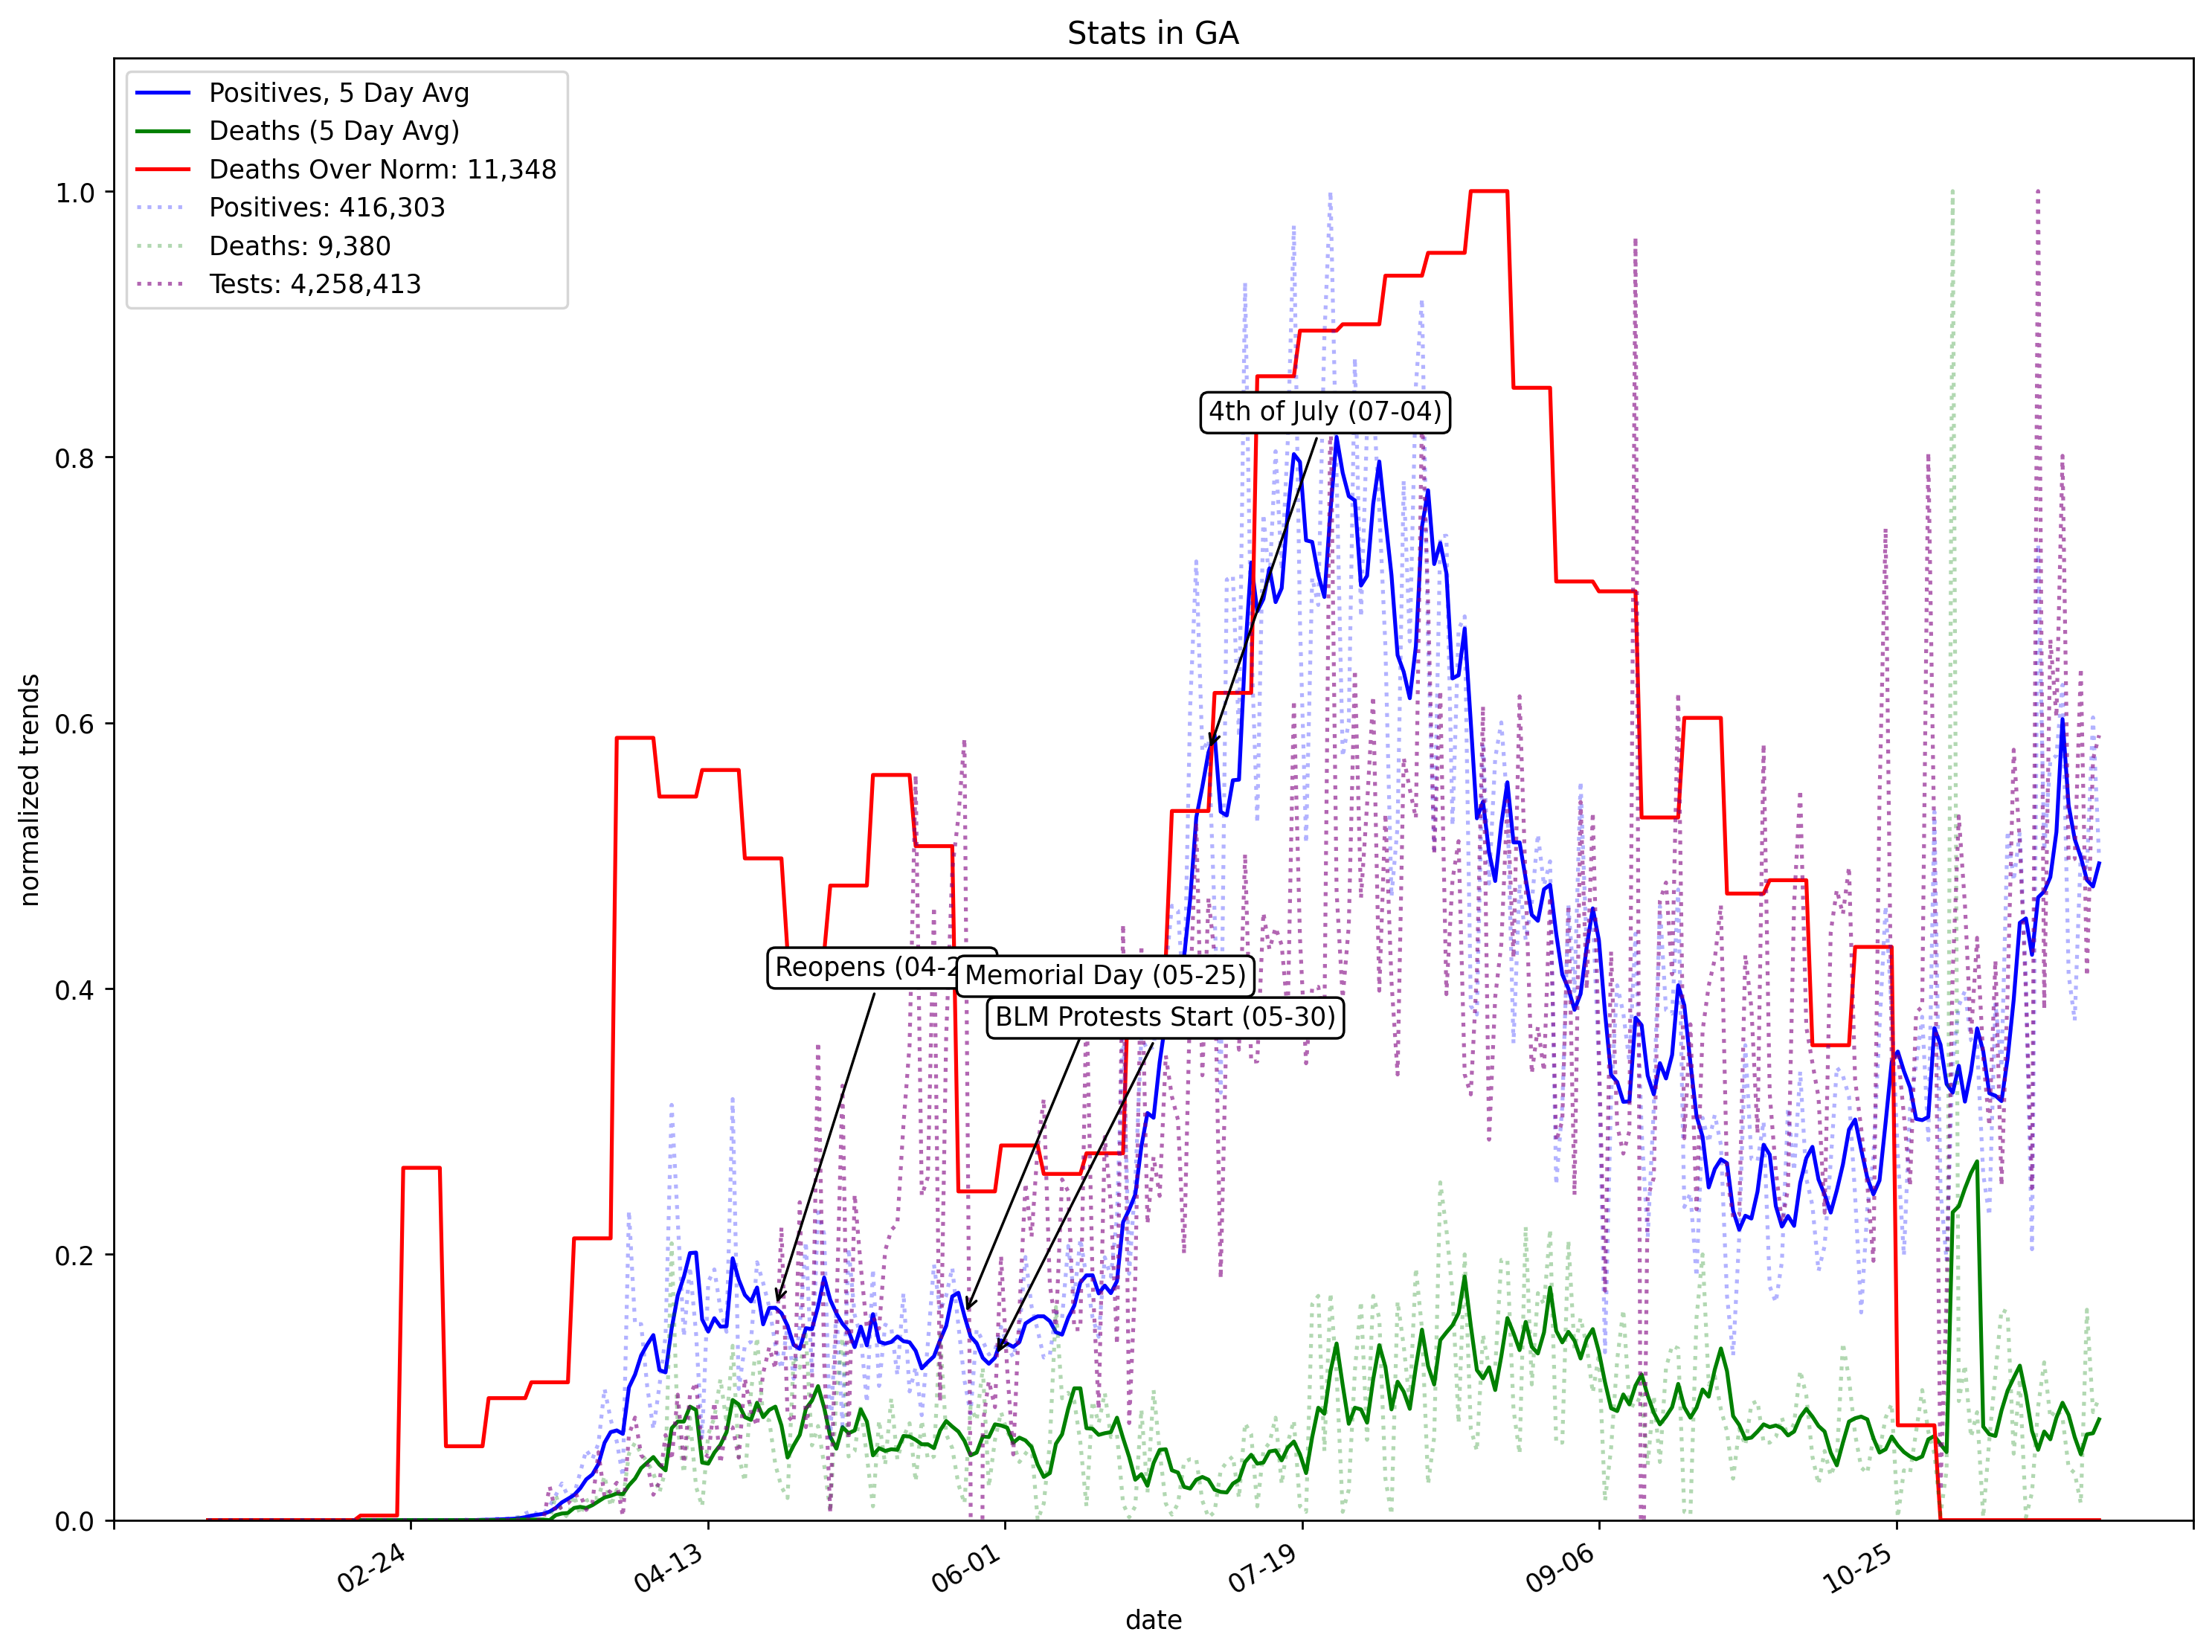 Stats in GA
Positives, 5 Day Avg
Deaths (5 Day Avg)
Deaths Over Norm: 11,348
Positives: 416,303
Deaths: 9,380
Tests: 4,258,413
1.0
0.8
0.6
0.4
0.2
0.0
normalized trends
4th of July (07-04)
Reopens
Memorial Day (05-25)
BLM Protests Start (05-30)
02-24
04-13
06-01
07-19
09-06
10-25
date